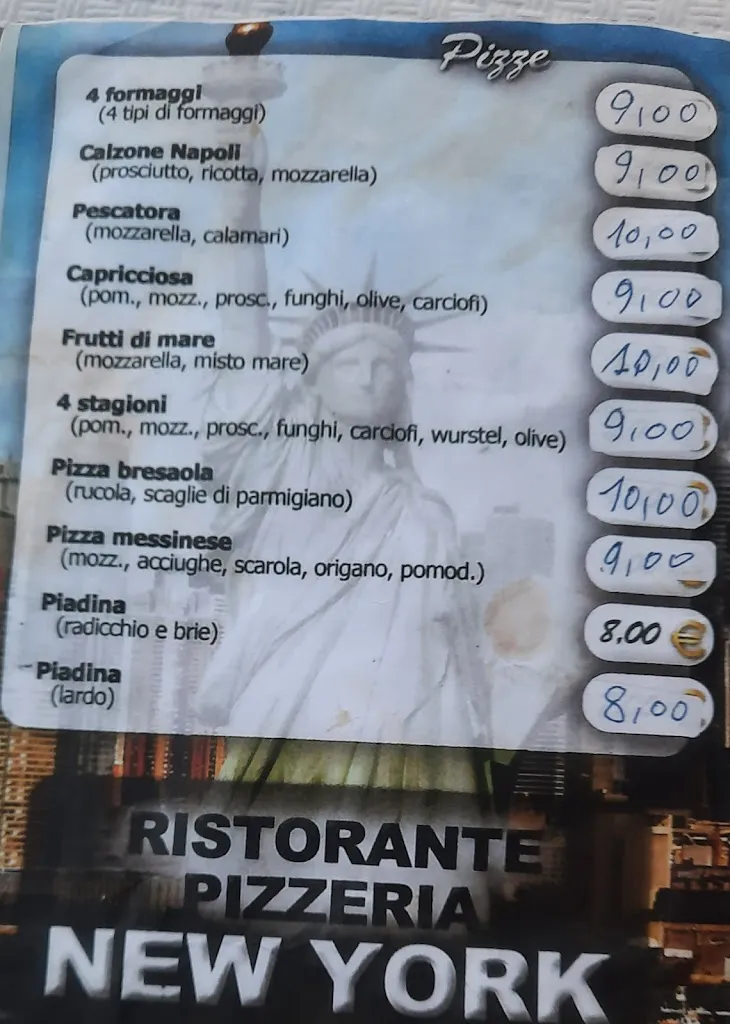 Pizze
4 formaggi 9,00
(4 tipi di formaggi)
Calzone Napoli 9,00
(prosciutto, ricotta, mozzarella)
Pescatora 10,00
(mozzarella, calamari)
Capricciosa 9,00
(pom., mozz., prosc., funghi, olive, carciofi)
Frutti di mare 10,00
(mozzarella, misto mare)
4 stagioni 9,00
(pom., mozz., prosc., funghi, carciofi, wurstel, olive)
Pizza bresaola 10,00
(rucola, scaglie di parmigiano)
Pizza messinese 9,00
(mozz., acciughe, scarola, origano, pomod.)
Piadina 8.00 €
(radicchio e brie)
Piadina 8,00
(lardo)
RISTORANTE
PIZZERIA
NEW YORK